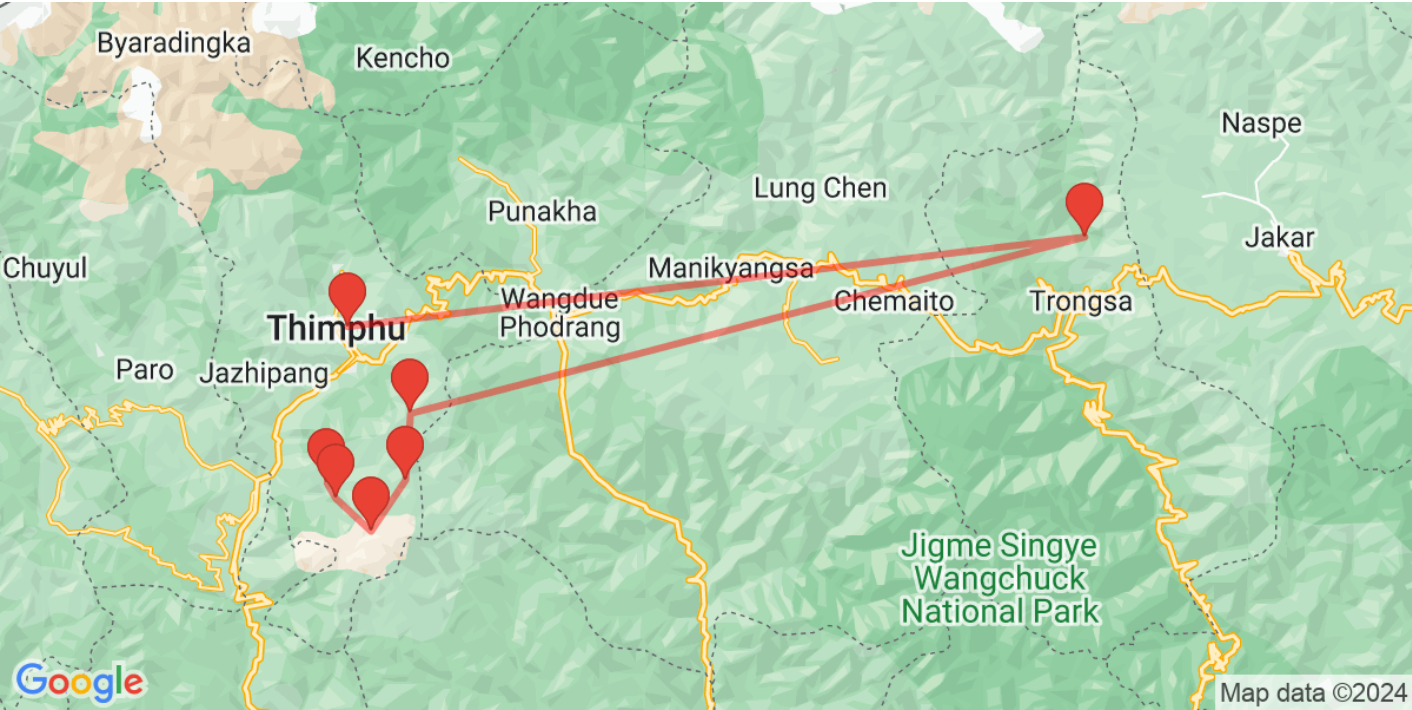 Byaradingka
Kencho
Naspe
Lung Chen
Punakha
Jakar
Chuyul
Manikyangsa
Wangdue
Phodrang
Chemaito
Trongsa
Thimphu
Paro
Jazhipang
Jigme Singye
Wangchuck
National Park
Google
Map data ©2024